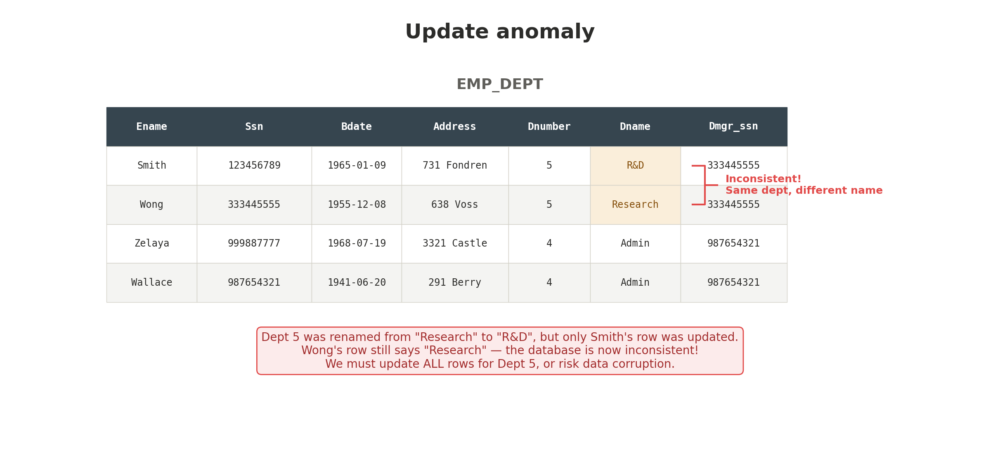 Update anomaly
EMP_DEPT
Ename Ssn Bdate Address Dnumber Dname Dmgr_ssn
Smith 123456789 1965-01-09 731 Fondren 5 R&D 333445555
Inconsistent!
Same dept, different name
Wong 333445555 1955-12-08 638 Voss 5 Research 333445555
Zelaya 999887777 1968-07-19 3321 Castle 4 Admin 987654321
Wallace 987654321 1941-06-20 291 Berry 4 Admin 987654321
Dept 5 was renamed from "Research" to "R&D", but only Smith's row was updated.
Wong's row still says "Research" — the database is now inconsistent!
We must update ALL rows for Dept 5, or risk data corruption.